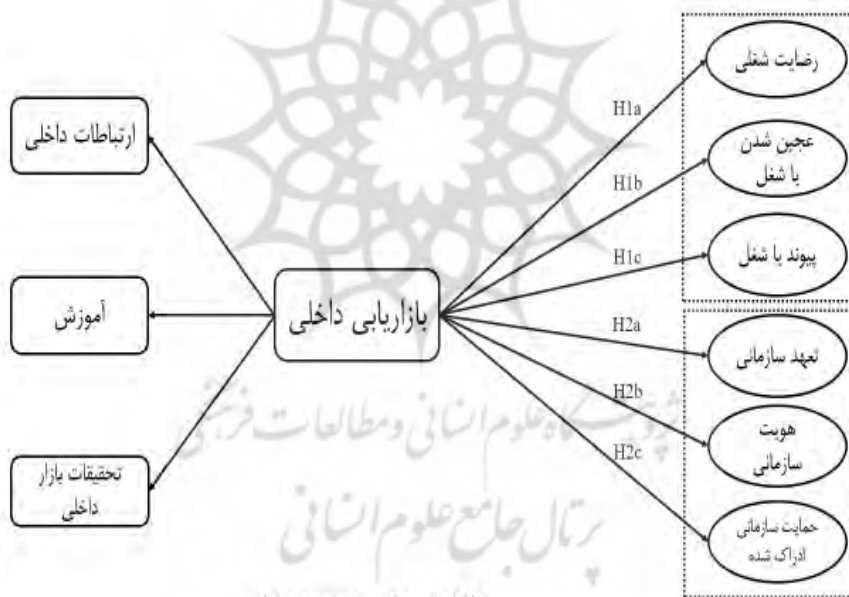 رضایت شغلی
عجین شدن
با شغل
پیوند با شغل
تعهد سازمانی
هویت
سازمانی
حمایت سازمانی
ادراک شده
H1a
H1b
H1c
H2a
H2b
H2c
بازاریابی داخلی
ارتباطات داخلی
آموزش
تحقیقات بازار
داخلی
پژوهشگاه علوم انسانی و مطالعات فرهنگی
پرتال جامع علوم انسانی